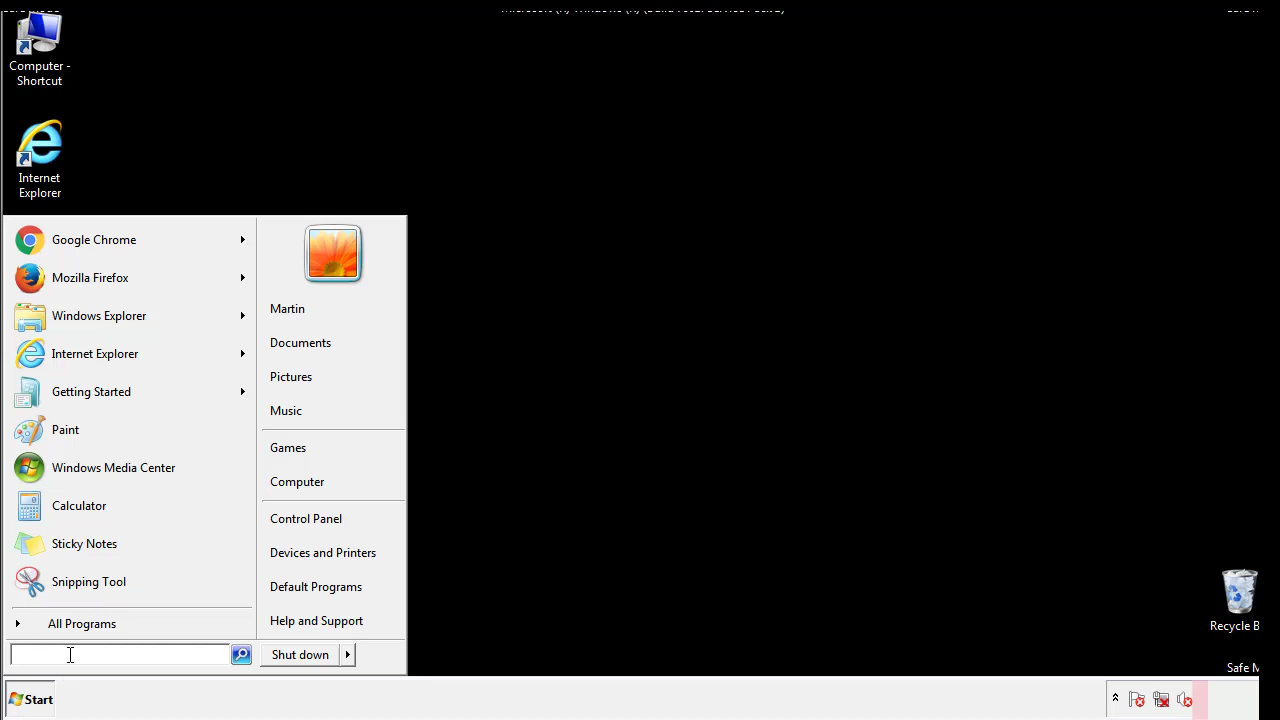 Computer -
Shortcut
Internet
Explorer
Google Chrome
Mozilla Firefox
Windows Explorer
Internet Explorer
Getting Started
Paint
Windows Media Center
Calculator
Sticky Notes
Snipping Tool
All Programs
Martin
Documents
Pictures
Music
Games
Computer
Control Panel
Devices and Printers
Default Programs
Help and Support
Shut down
Recycle B
Safe M
Start